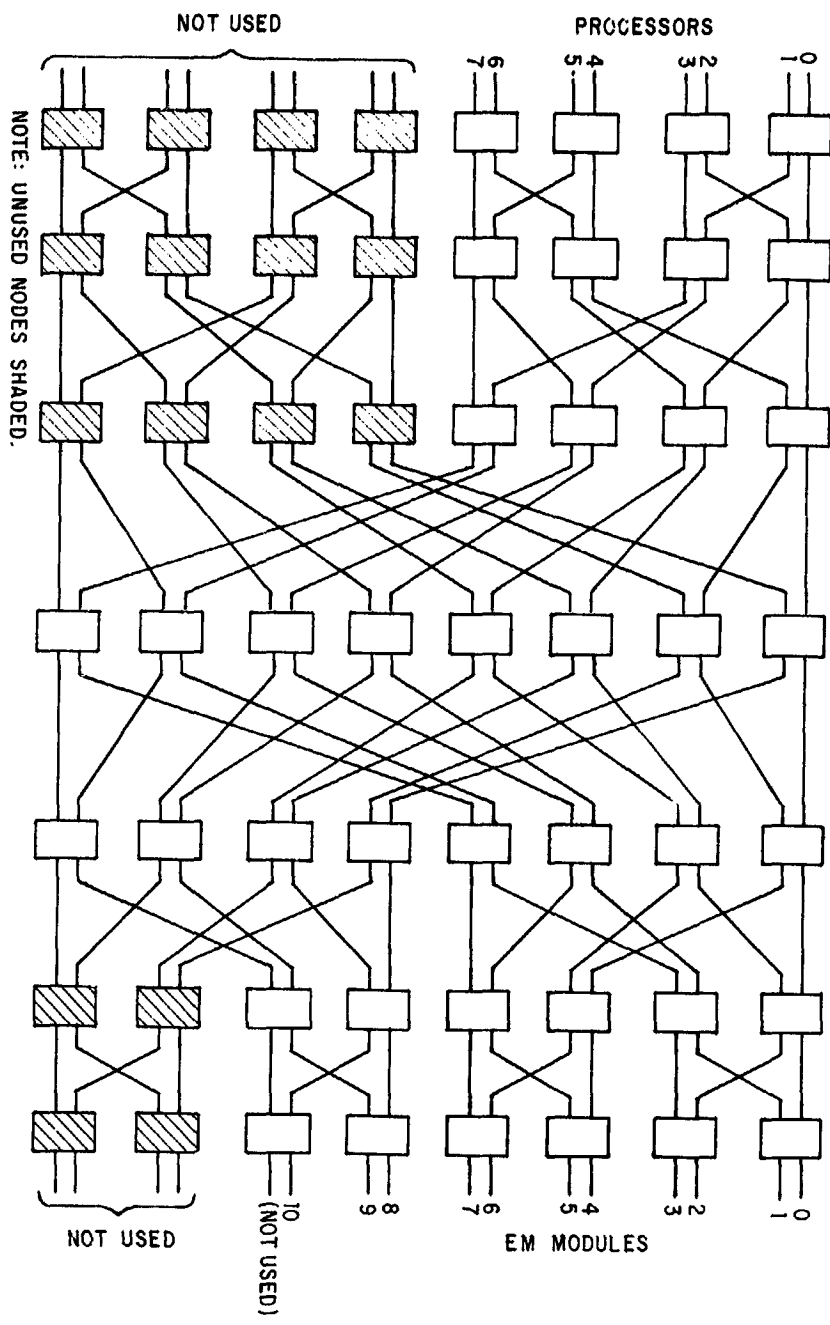 NOT USED
PROCESSORS
7 6 5 4 3 2 1 0
NOTE: UNUSED NODES SHADED.
10 9 8 7 6 5 4 3 2 1 0
(NOT USED)
NOT USED
EM MODULES